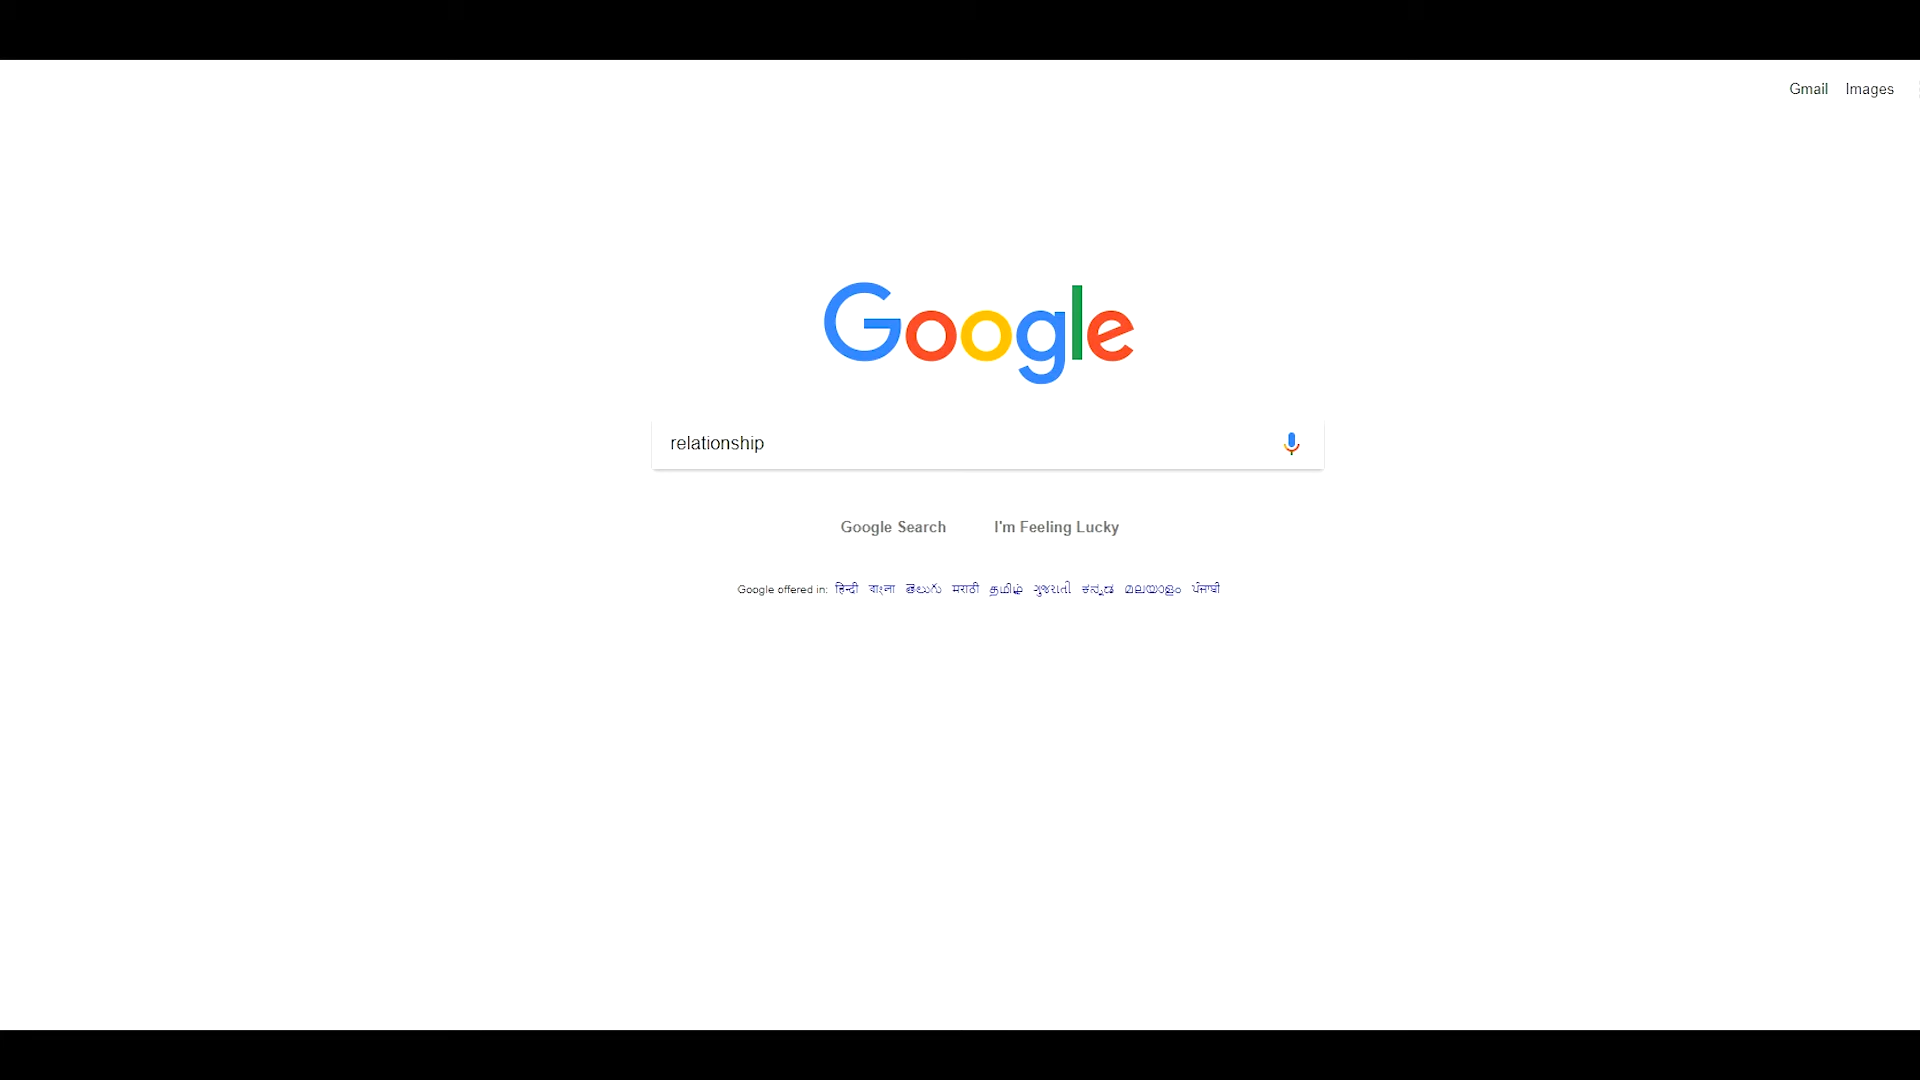 Gmail Images
Google
relationship
Google Search I'm Feeling Lucky
Google offered in: हिन्दी বাংলা తెలుగు मराठी தமிழ் ગુજરાતી ಕನ್ನಡ മലയാളം ਪੰਜਾਬੀ